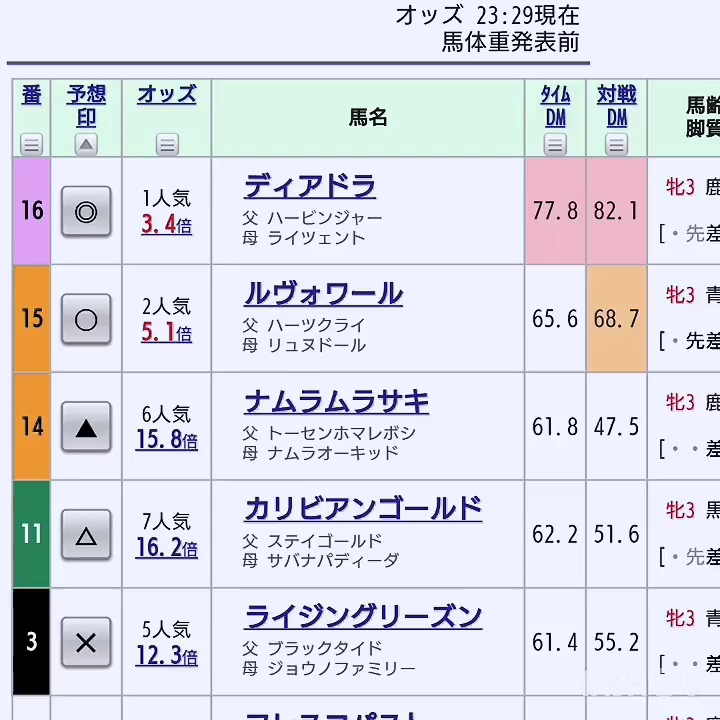 オッズ 23:29現在
馬体重発表前
番 予想印 オッズ 馬名 タイムDM 対戦DM 馬齢 脚質
16 ◎ 1人気 3.4倍 ディアドラ 77.8 82.1 牝3 鹿
父 ハービンジャー
母 ライツェント [・先差
15 ○ 2人気 5.1倍 ルヴォワール 65.6 68.7 牝3 青
父 ハーツクライ
母 リュヌドール [・先差
14 ▲ 6人気 15.8倍 ナムラムラサキ 61.8 47.5 牝3 鹿
父 トーセンホマレボシ
母 ナムラオーキッド [・・差
11 △ 7人気 16.2倍 カリビアンゴールド 62.2 51.6 牝3 黒
父 ステイゴールド
母 サバナパディーダ [・先差
3 × 5人気 12.3倍 ライジングリーズン 61.4 55.2 牝3 青
父 ブラックタイド
母 ジョウノファミリー [・・差